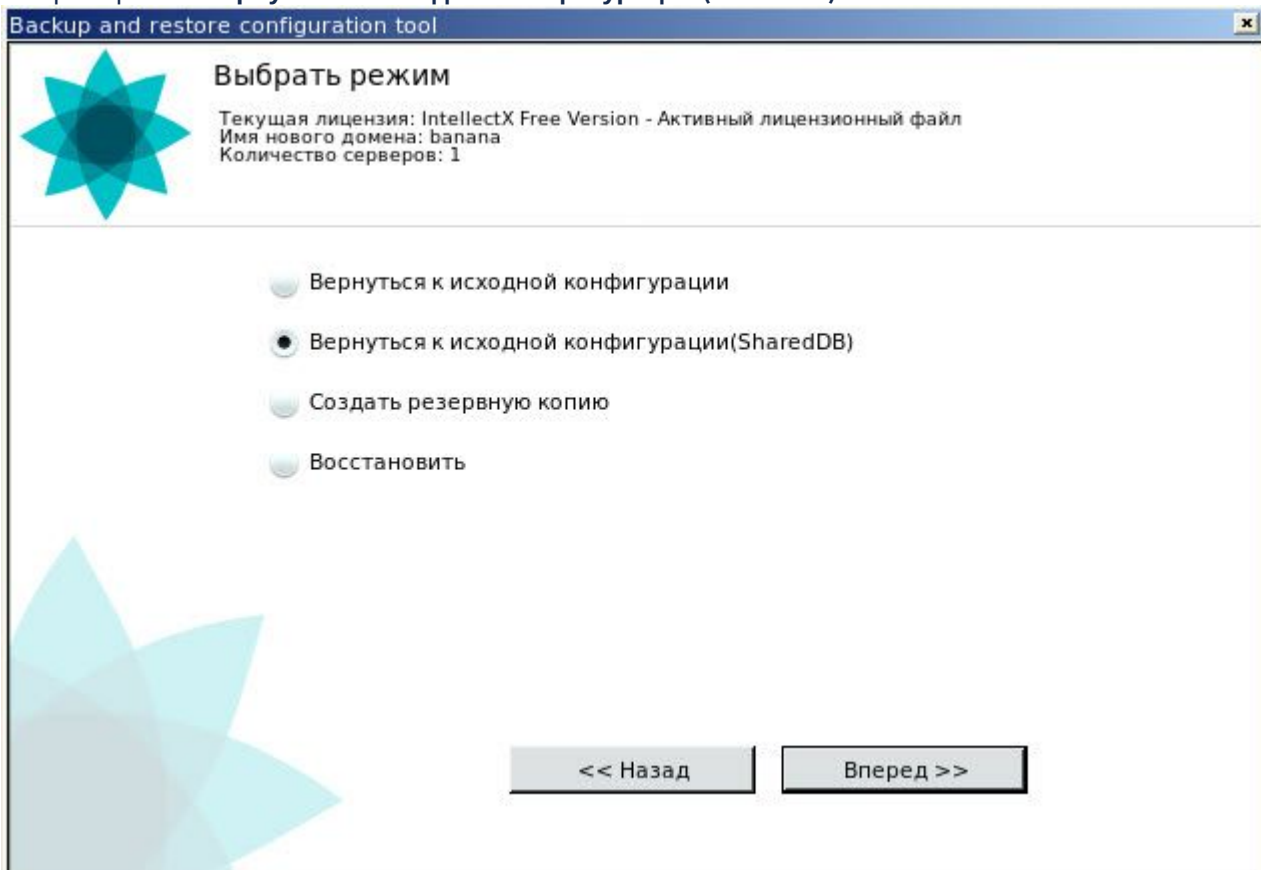 Backup and restore configuration tool
Выбрать режим
Текущая лицензия: IntellectX Free Version - Активный лицензионный файл
Имя нового домена: banana
Количество серверов: 1
Вернуться к исходной конфигурации
Вернуться к исходной конфигурации(SharedDB)
Создать резервную копию
Восстановить
<< Назад
Вперед >>